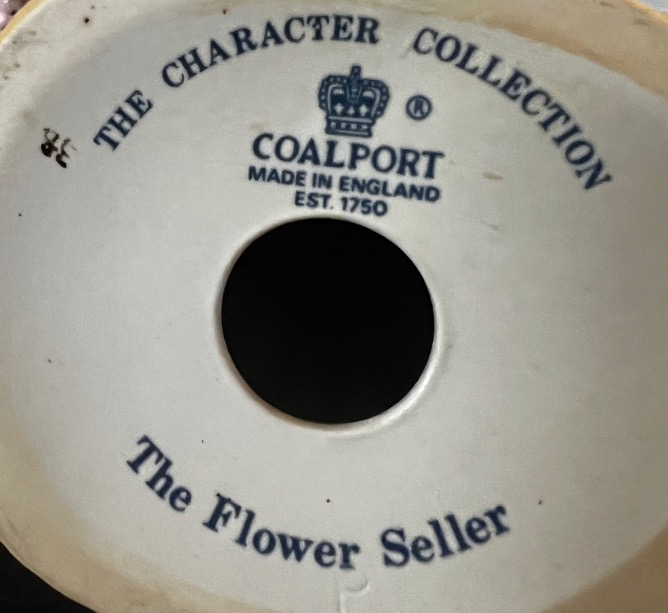 THE CHARACTER COLLECTION
®
COALPORT
MADE IN ENGLAND
EST. 1750
The Flower Seller